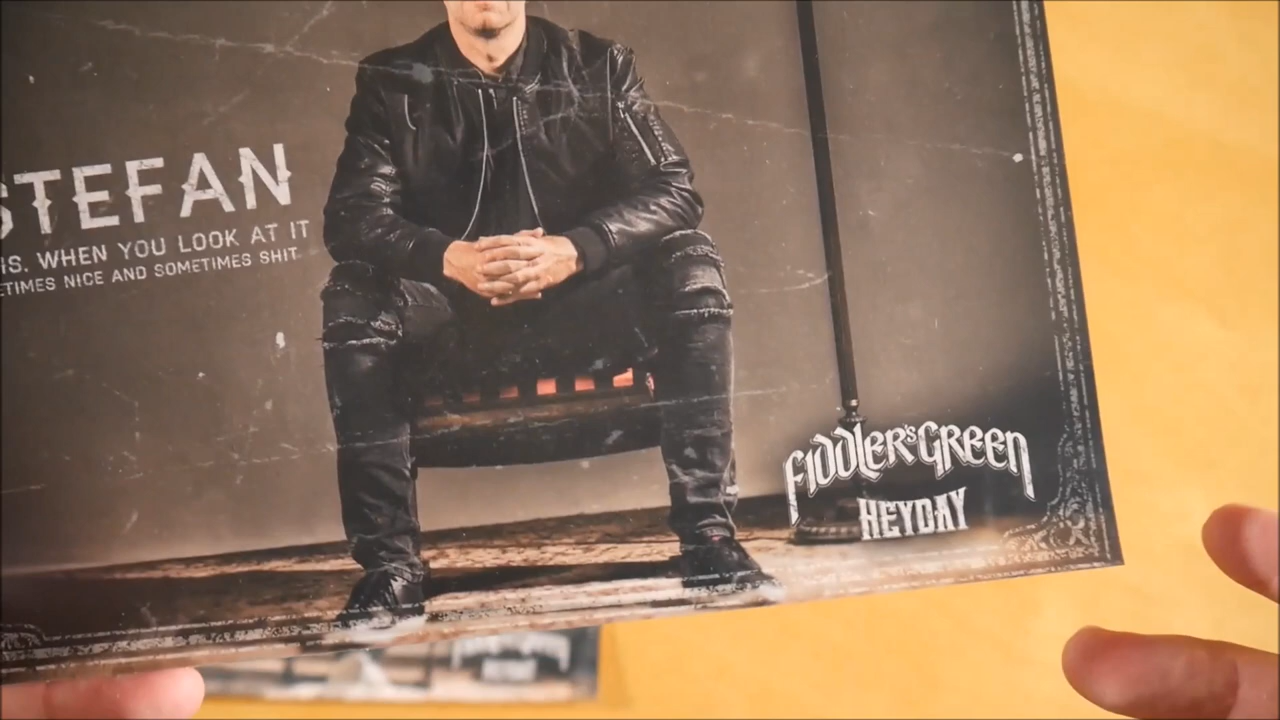 STEFAN
IS. WHEN YOU LOOK AT IT
ETIMES NICE AND SOMETIMES SHIT
FIDDLER'S GREEN
HEYDAY